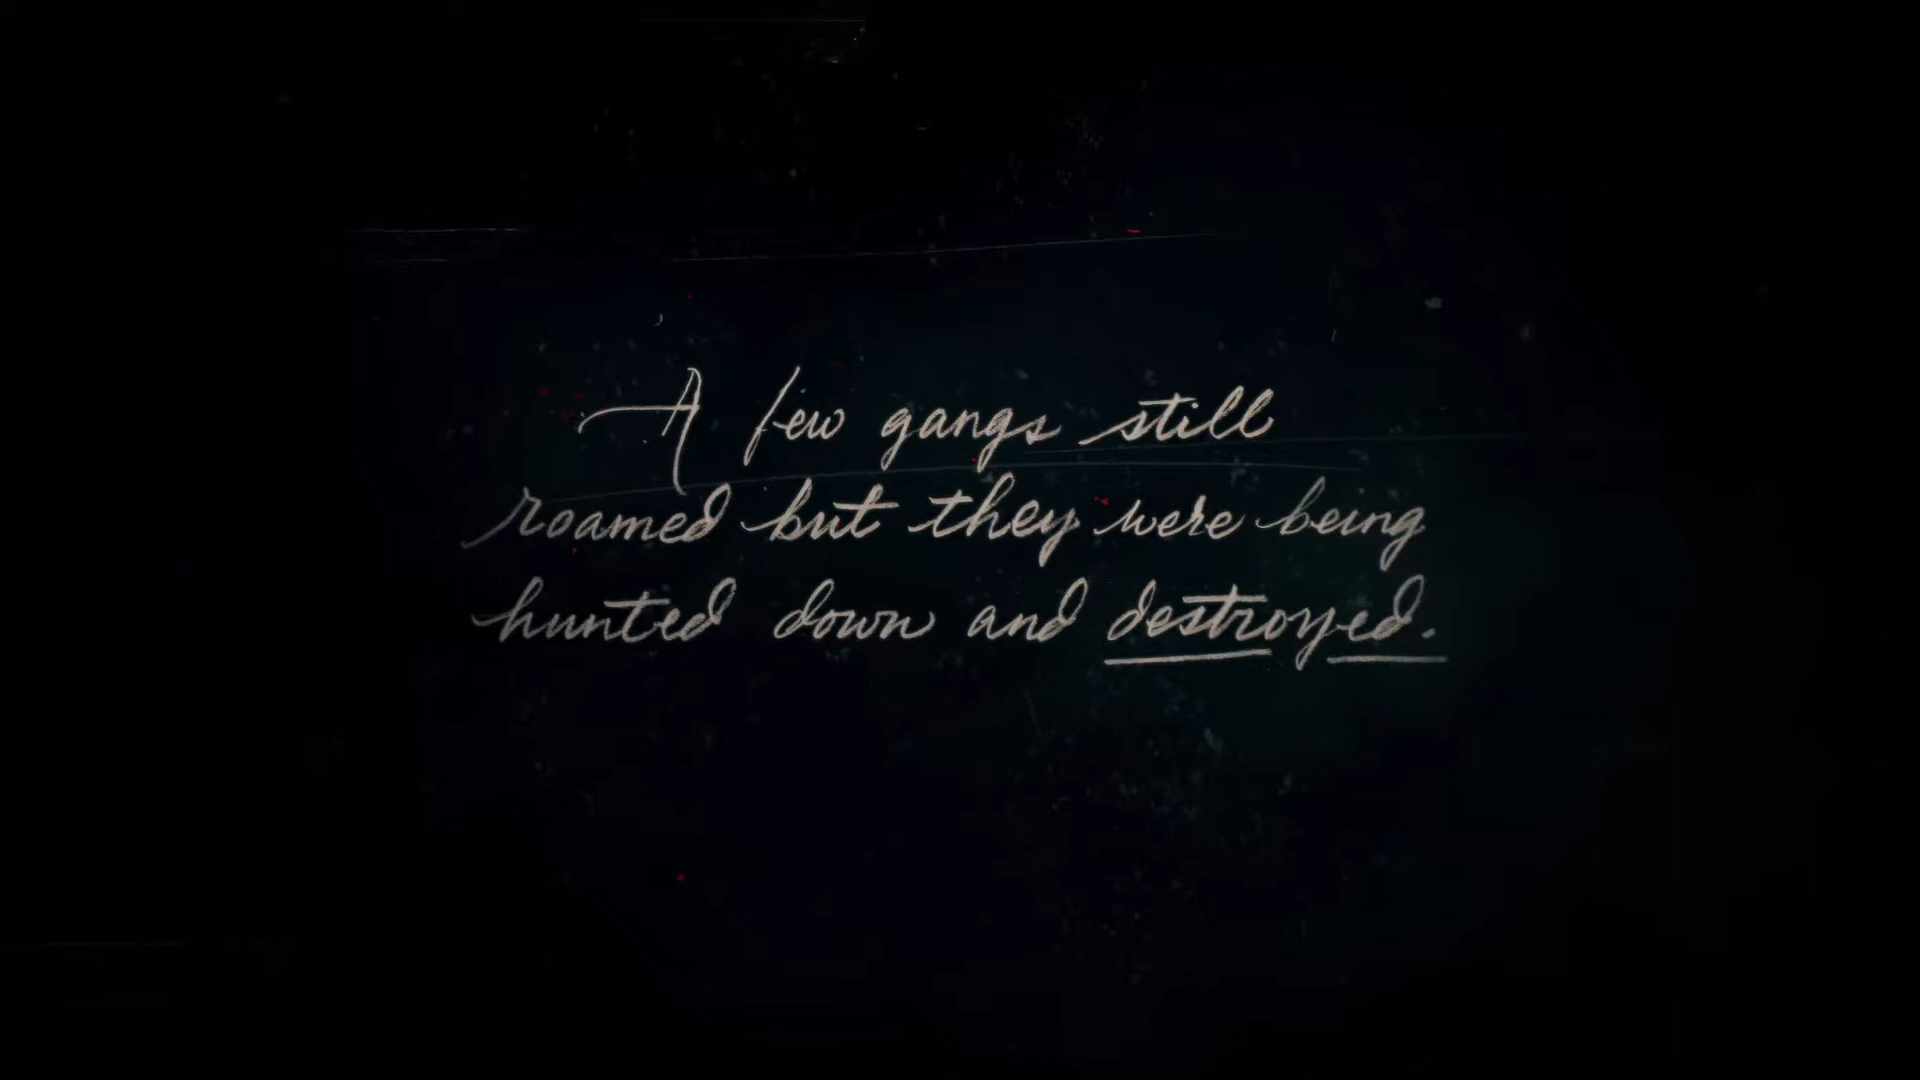 A few gangs still
roamed but they were being
hunted down and destroyed.